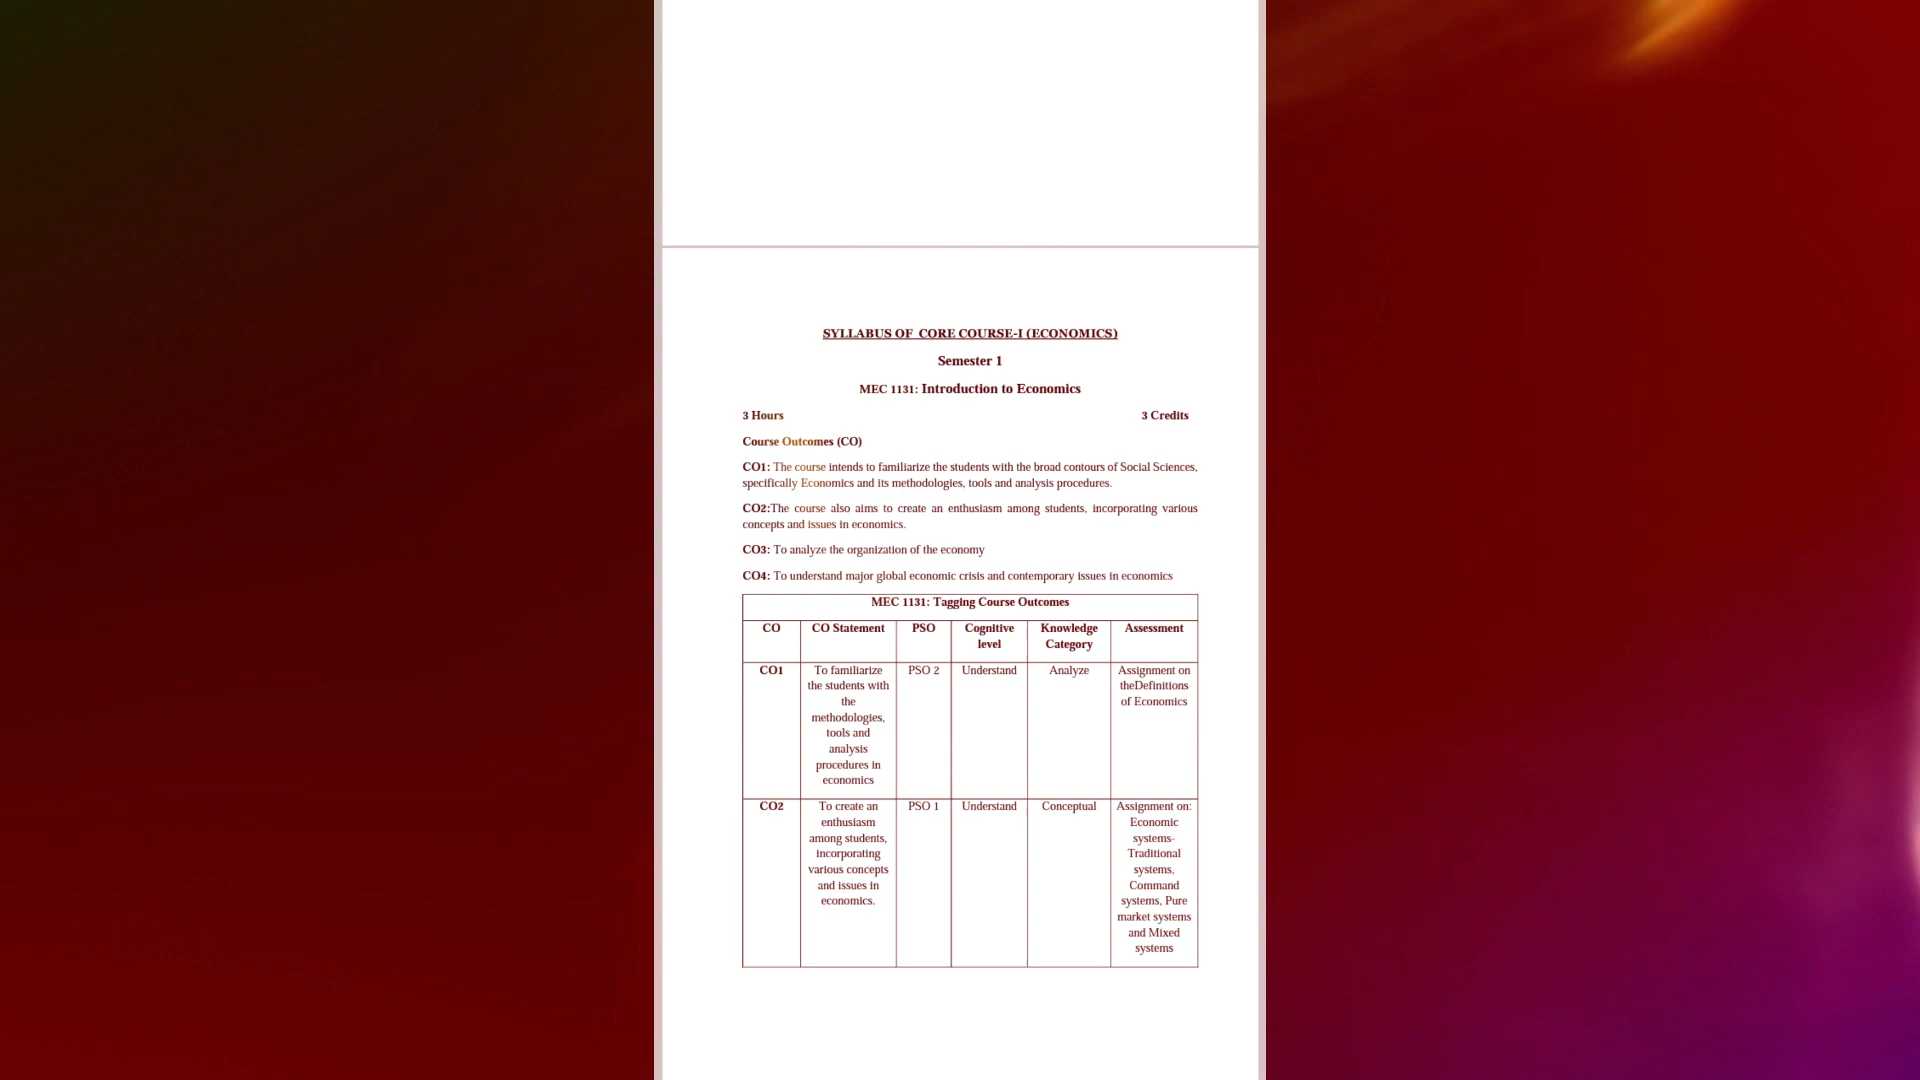 SYLLABUS OF CORE COURSE-I (ECONOMICS)
Semester 1
MEC 1131: Introduction to Economics
3 Hours 3 Credits
Course Outcomes (CO)
CO1: The course intends to familiarize the students with the broad contours of Social Sciences,
specifically Economics and its methodologies, tools and analysis procedures.
CO2:The course also aims to create an enthusiasm among students, incorporating various
concepts and issues in economics.
CO3: To analyze the organization of the economy
CO4: To understand major global economic crisis and contemporary issues in economics
MEC 1131: Tagging Course Outcomes
CO CO Statement PSO Cognitive level Knowledge Category Assessment
CO1
To familiarize
the students with
the
methodologies,
tools and
analysis
procedures in
economics
PSO 2
Understand
Analyze
Assignment on
theDefinitions
of Economics
CO2
To create an
enthusiasm
among students,
incorporating
various concepts
and issues in
economics.
PSO 1
Understand
Conceptual
Assignment on:
Economic
systems-
Traditional
systems,
Command
systems, Pure
market systems
and Mixed
systems